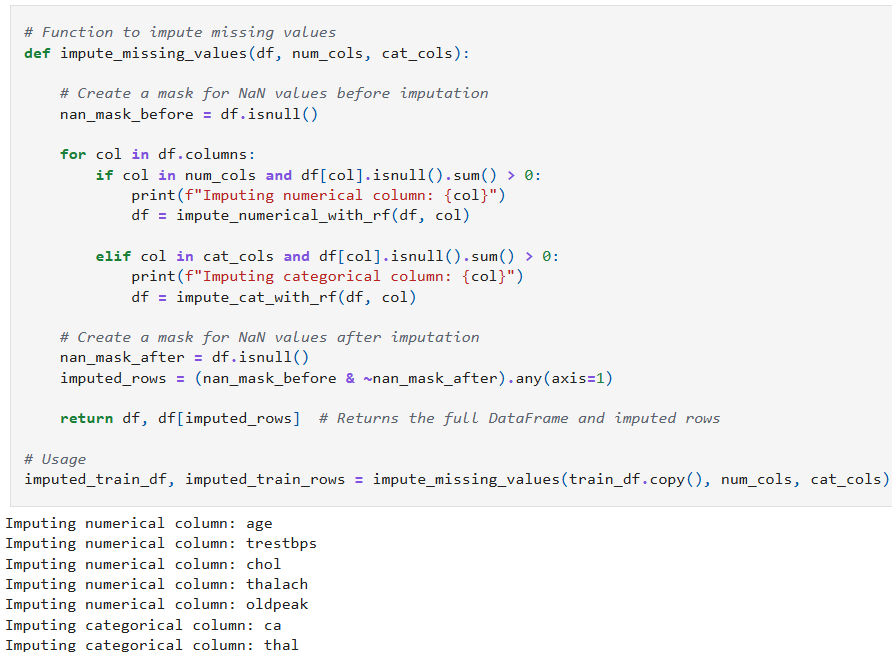 # Function to impute missing values
def impute_missing_values(df, num_cols, cat_cols):
    # Create a mask for NaN values before imputation
    nan_mask_before = df.isnull()
    for col in df.columns:
        if col in num_cols and df[col].isnull().sum() > 0:
            print(f"Imputing numerical column: {col}")
            df = impute_numerical_with_rf(df, col)
        elif col in cat_cols and df[col].isnull().sum() > 0:
            print(f"Imputing categorical column: {col}")
            df = impute_cat_with_rf(df, col)
    # Create a mask for NaN values after imputation
    nan_mask_after = df.isnull()
    imputed_rows = (nan_mask_before & ~nan_mask_after).any(axis=1)
    return df, df[imputed_rows]  # Returns the full DataFrame and imputed rows
# Usage
imputed_train_df, imputed_train_rows = impute_missing_values(train_df.copy(), num_cols, cat_cols)
Imputing numerical column: age
Imputing numerical column: trestbps
Imputing numerical column: chol
Imputing numerical column: thalach
Imputing numerical column: oldpeak
Imputing categorical column: ca
Imputing categorical column: thal